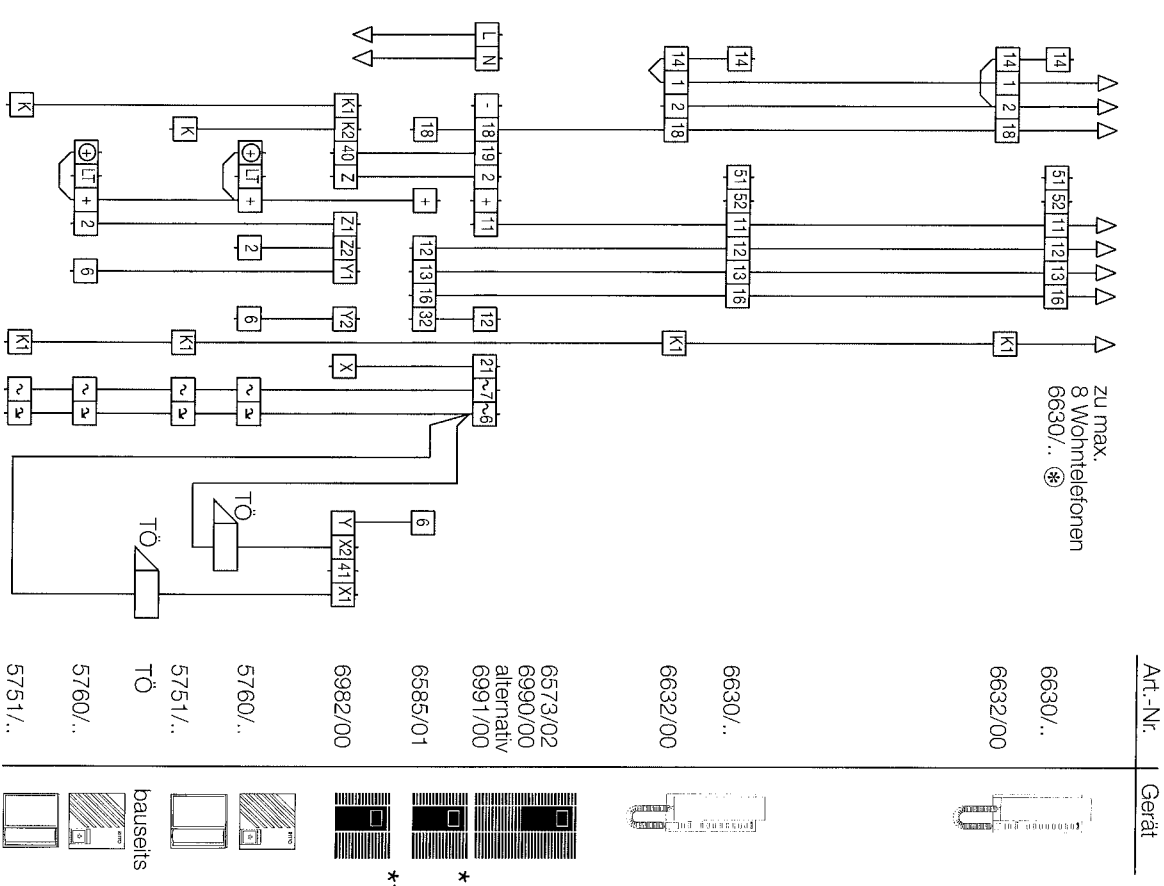 Art.-Nr. Gerät
zu max.
8 Wohntelefonen
6630/.. ⊛
14 51 52 11 12 13 16 6630/..
14 1 2 18 K1 6632/00
14 51 52 11 12 13 16 6630/..
14 1 2 18 K1 6632/00
6573/02
6990/00
alternativ
6991/00
L N - 18 19 2 + 11 12 21 ~7 ~6
18 + 12 13 16 32 6 6585/01 *
K1 K2 40 Z Z1 Z2 Y1 Y2 X Y X2 41 X1 6982/00
⊕ LT + 2 6 ~ ~ TÖ 5760/..
K K1 ~ ~ 5751/..
TÖ TÖ bauseits
⊕ LT + 2 6 ~ ~ 5760/..
K K1 ~ ~ 5751/..